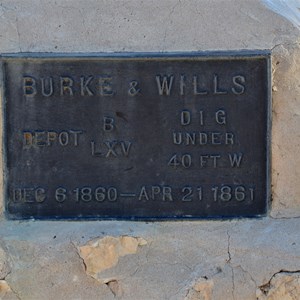 BURKE & WILLS
DEPOT
B
LXV
DIG
UNDER
40 FT W
DEC 6 1860—APR 21 1861